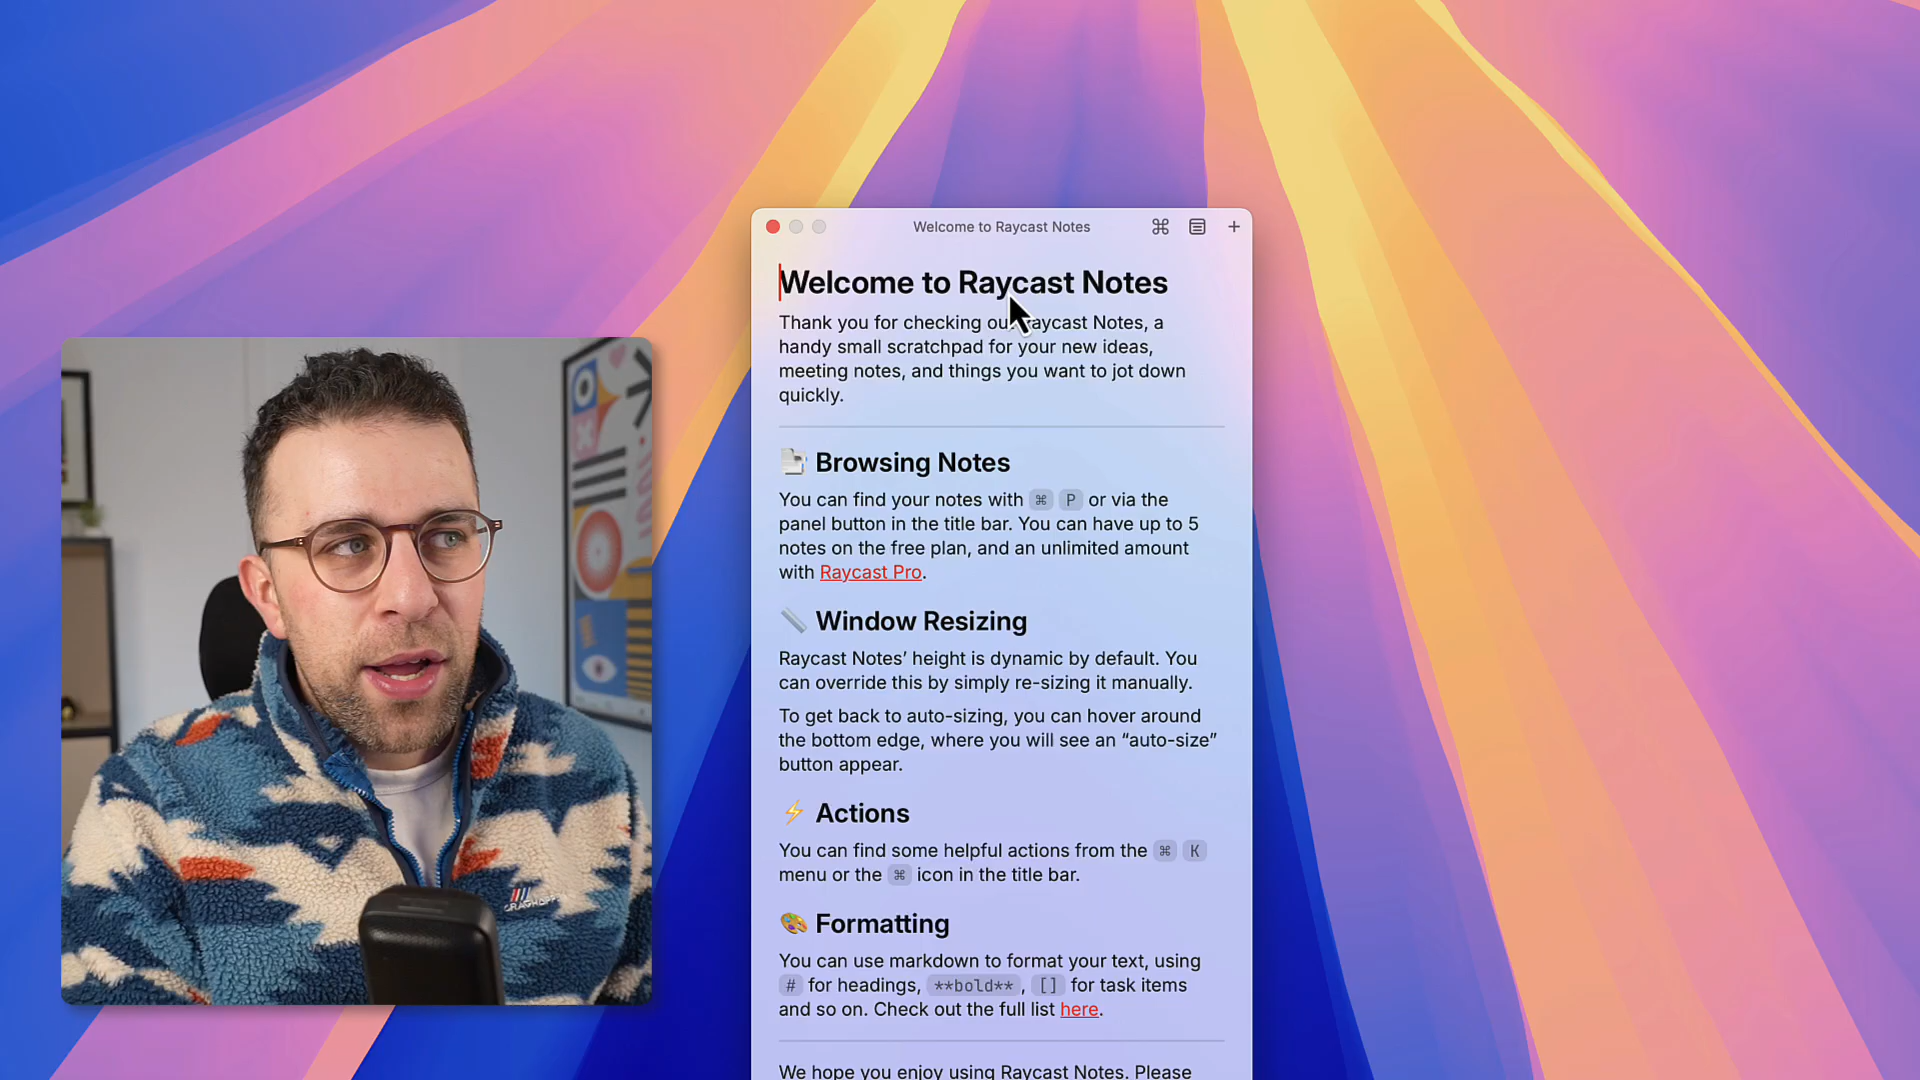 Welcome to Raycast Notes
Welcome to Raycast Notes
Thank you for checking ou Raycast Notes, a
handy small scratchpad for your new ideas,
meeting notes, and things you want to jot down
quickly.
Browsing Notes
You can find your notes with ⌘ P or via the
panel button in the title bar. You can have up to 5
notes on the free plan, and an unlimited amount
with Raycast Pro.
Window Resizing
Raycast Notes’ height is dynamic by default. You
can override this by simply re-sizing it manually.
To get back to auto-sizing, you can hover around
the bottom edge, where you will see an “auto-size”
button appear.
Actions
You can find some helpful actions from the ⌘ K
menu or the ⌘ icon in the title bar.
Formatting
You can use markdown to format your text, using
# for headings, **bold**, [] for task items
and so on. Check out the full list here.
We hope you enjoy using Raycast Notes. Please